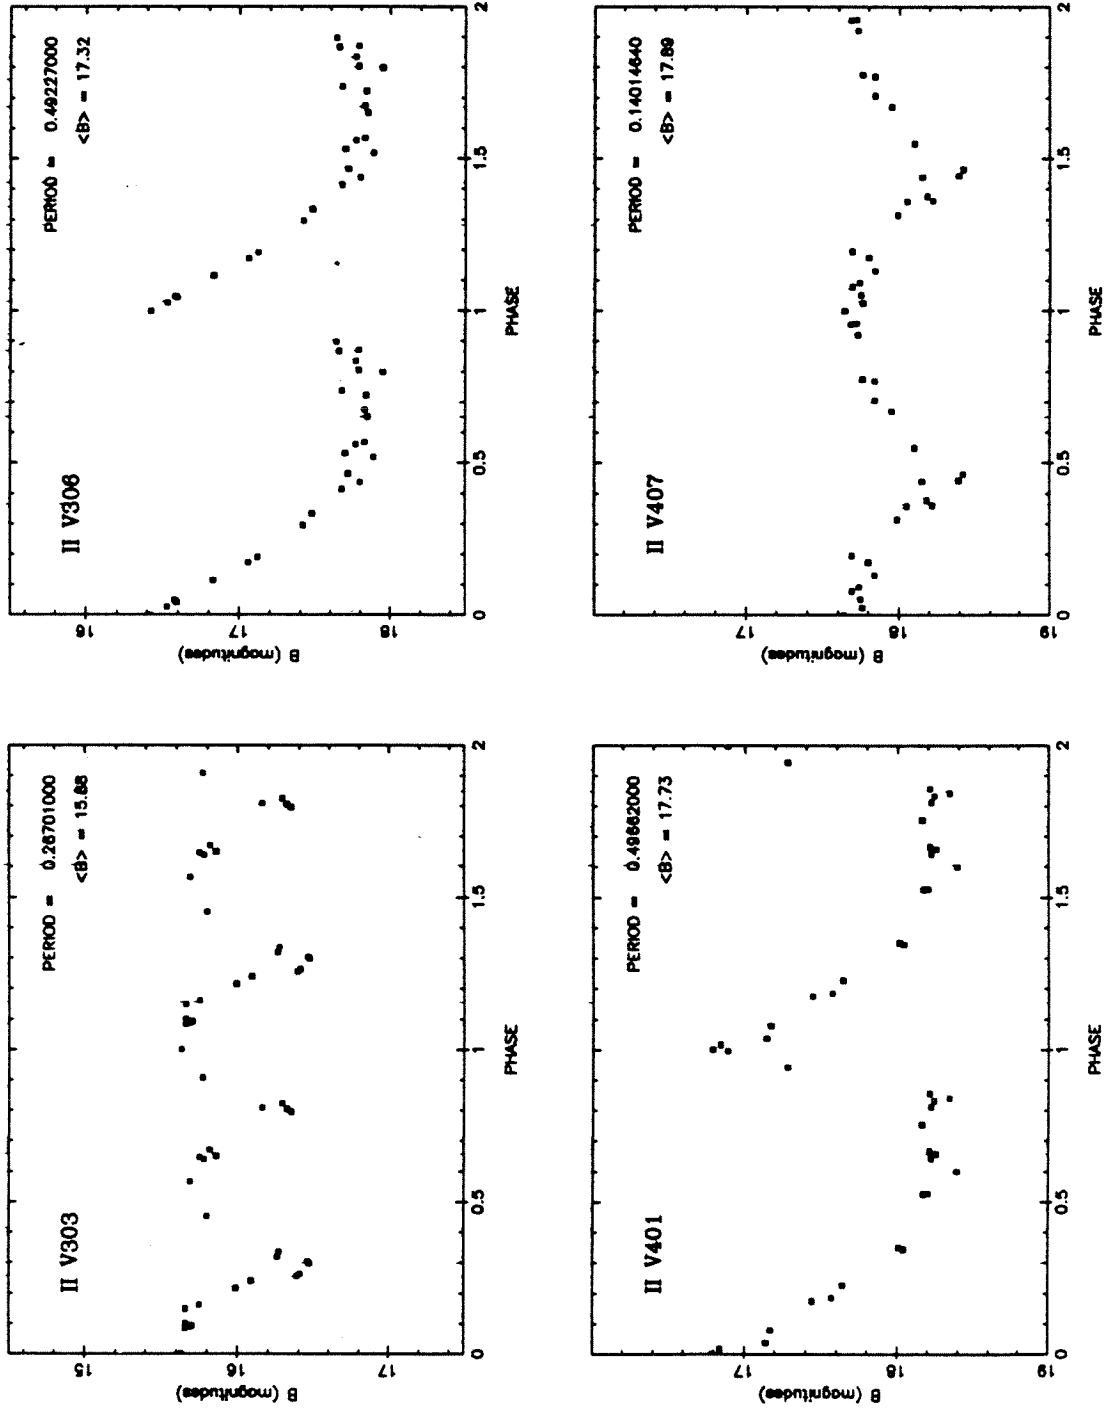 II V303
PERIOD = 0.26701000
<B> = 15.88
B (magnitudes)
15
16
0
0.5
1
1.5
2
PHASE
II V306
PERIOD = 0.49227000
<B> = 17.32
B (magnitudes)
16
17
18
0
0.5
1
1.5
2
PHASE
II V401
PERIOD = 0.49662000
<B> = 17.73
B (magnitudes)
17
18
19
0
0.5
1
1.5
2
PHASE
II V407
PERIOD = 0.14014640
<B> = 17.89
B (magnitudes)
17
18
19
0
0.5
1
1.5
2
PHASE